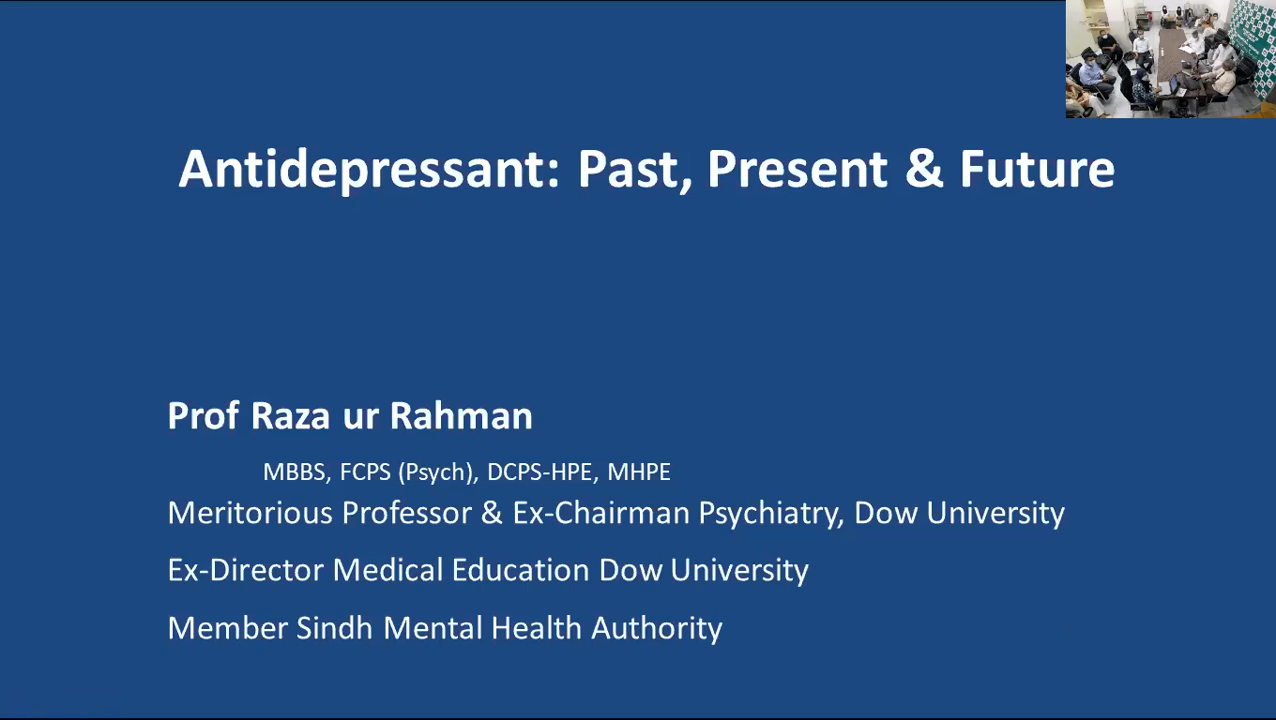 Antidepressant: Past, Present & Future
Prof Raza ur Rahman
MBBS, FCPS (Psych), DCPS-HPE, MHPE
Meritorious Professor & Ex-Chairman Psychiatry, Dow University
Ex-Director Medical Education Dow University
Member Sindh Mental Health Authority